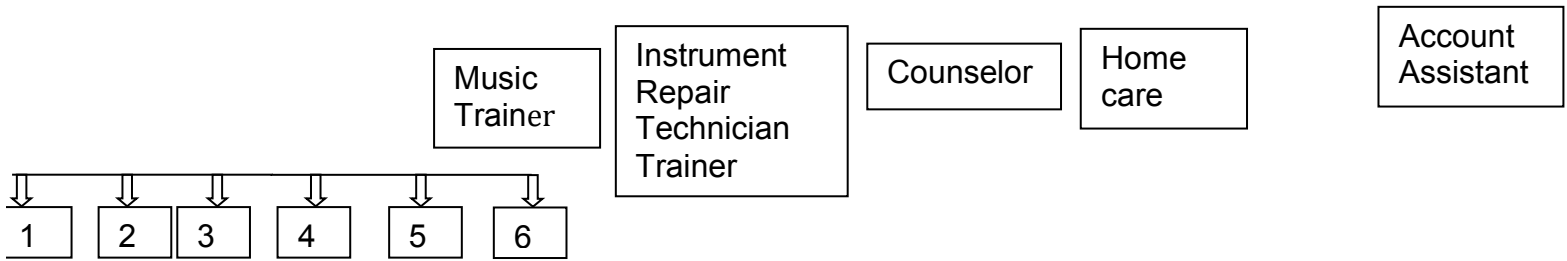 Music
Trainer
Instrument
Repair
Technician
Trainer
Counselor
Home
care
Account
Assistant
1
2
3
4
5
6